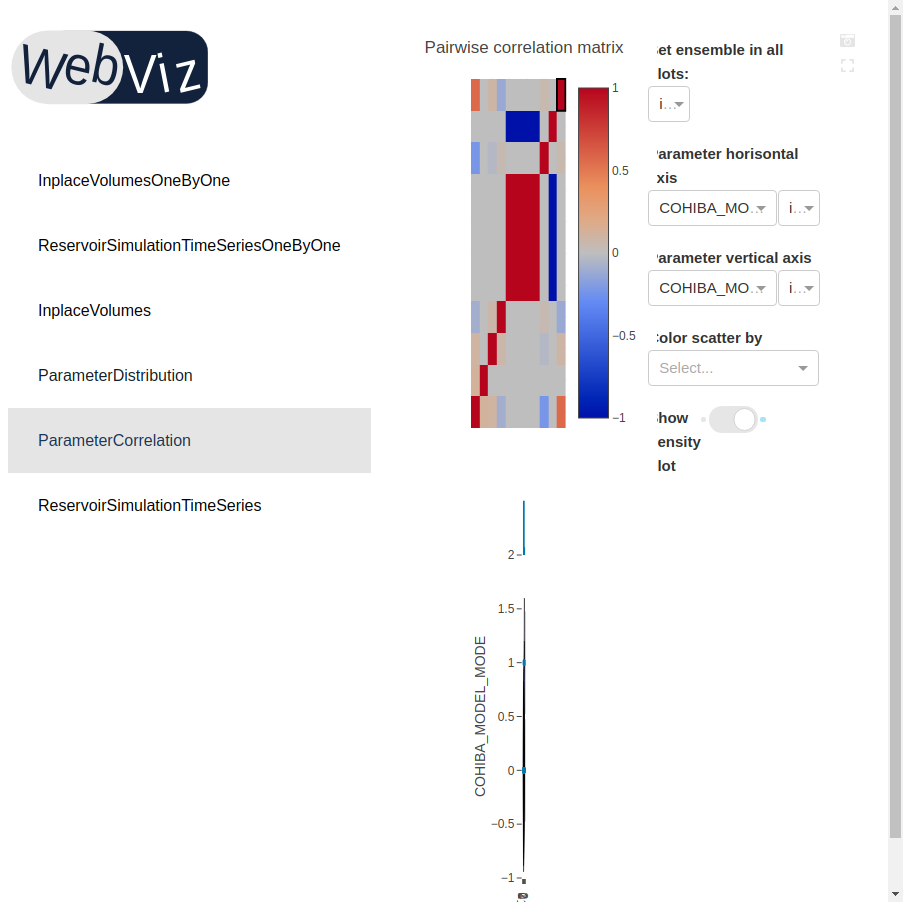 WebViz
InplaceVolumesOneByOne
ReservoirSimulationTimeSeriesOneByOne
InplaceVolumes
ParameterDistribution
ParameterCorrelation
ReservoirSimulationTimeSeries
Pairwise correlation matrix
1
0.5
0
−0.5
−1
2
1.5
1
0.5
0
−0.5
−1
COHIBA_MODEL_MODE
et ensemble in all
lots:
i...
arameter horisontal
xis
COHIBA_MO...
i...
arameter vertical axis
COHIBA_MO...
i...
olor scatter by
Select...
how
ensity
lot